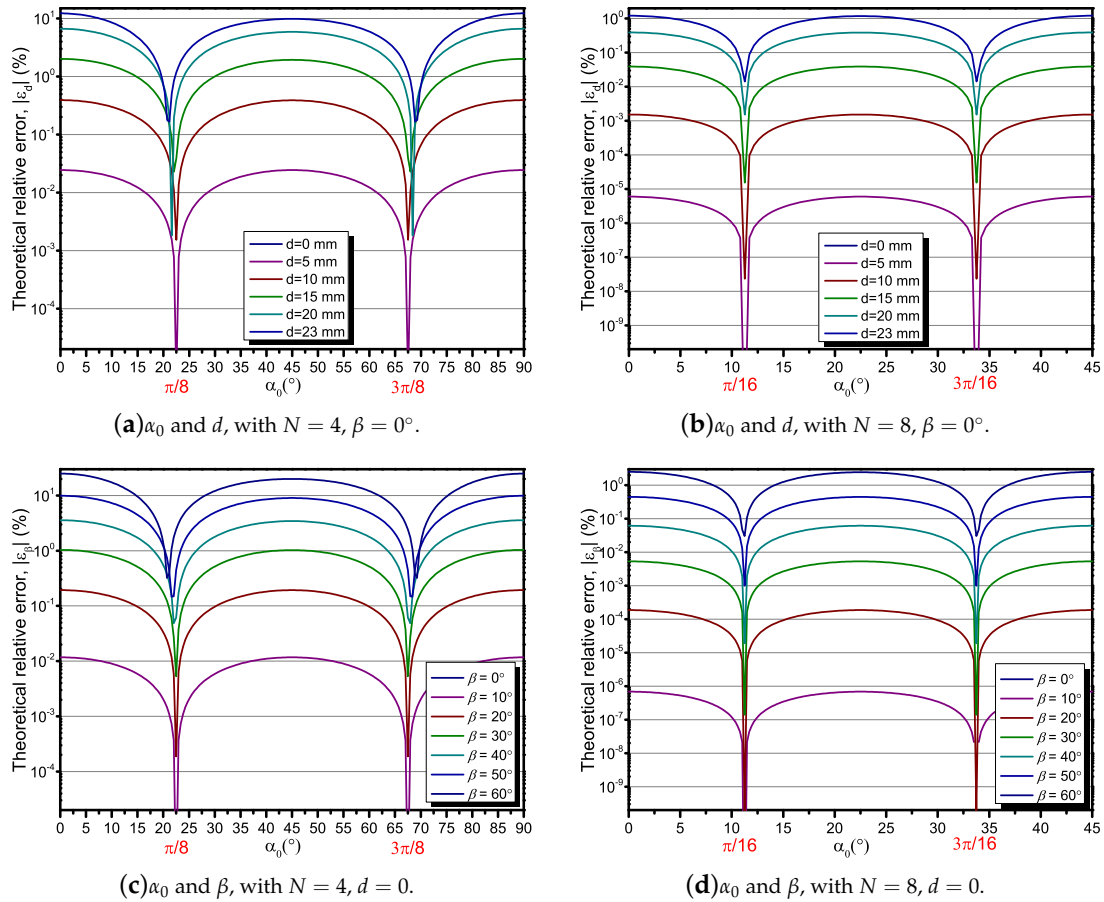 Theoretical relative error, |ε_d| (%)
10^1
10^0
10^-1
10^-2
10^-3
10^-4
d=0 mm
d=5 mm
d=10 mm
d=15 mm
d=20 mm
d=23 mm
0 5 10 15 20 25 30 35 40 45 50 55 60 65 70 75 80 85 90
π/8 α_0(°) 3π/8
(a)α_0 and d, with N = 4, β = 0°.
Theoretical relative error, |ε_d| (%)
10^0
10^-1
10^-2
10^-3
10^-4
10^-5
10^-6
10^-7
10^-8
10^-9
d=0 mm
d=5 mm
d=10 mm
d=15 mm
d=20 mm
d=23 mm
0 5 10 15 20 25 30 35 40 45
π/16 α_0(°) 3π/16
(b)α_0 and d, with N = 8, β = 0°.
Theoretical relative error, |ε_β| (%)
10^1
10^0
10^-1
10^-2
10^-3
10^-4
β = 0°
β = 10°
β = 20°
β = 30°
β = 40°
β = 50°
β = 60°
0 5 10 15 20 25 30 35 40 45 50 55 60 65 70 75 80 85 90
π/8 α_0(°) 3π/8
(c)α_0 and β, with N = 4, d = 0.
Theoretical relative error, |ε_β| (%)
10^0
10^-1
10^-2
10^-3
10^-4
10^-5
10^-6
10^-7
10^-8
10^-9
β = 0°
β = 10°
β = 20°
β = 30°
β = 40°
β = 50°
β = 60°
0 5 10 15 20 25 30 35 40 45
π/16 α_0(°) 3π/16
(d)α_0 and β, with N = 8, d = 0.